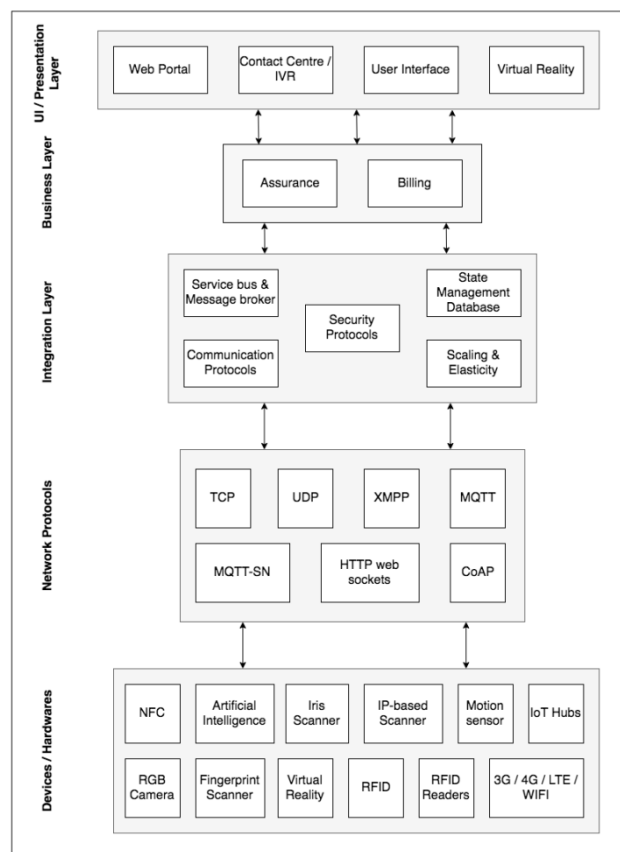 UI / Presentation
Layer
Web Portal
Contact Centre /
IVR
User Interface
Virtual Reality
Business Layer
Assurance
Billing
Integration Layer
Service bus &
Message broker
State
Management
Database
Security
Protocols
Communication
Protocols
Scaling &
Elasticity
Network Protocols
TCP
UDP
XMPP
MQTT
MQTT-SN
HTTP web
sockets
CoAP
Devices / Hardwares
NFC
Artificial
Intelligence
Iris
Scanner
IP-based
Scanner
Motion
sensor
IoT Hubs
RGB
Camera
Fingerprint
Scanner
Virtual
Reality
RFID
RFID
Readers
3G / 4G / LTE /
WIFI